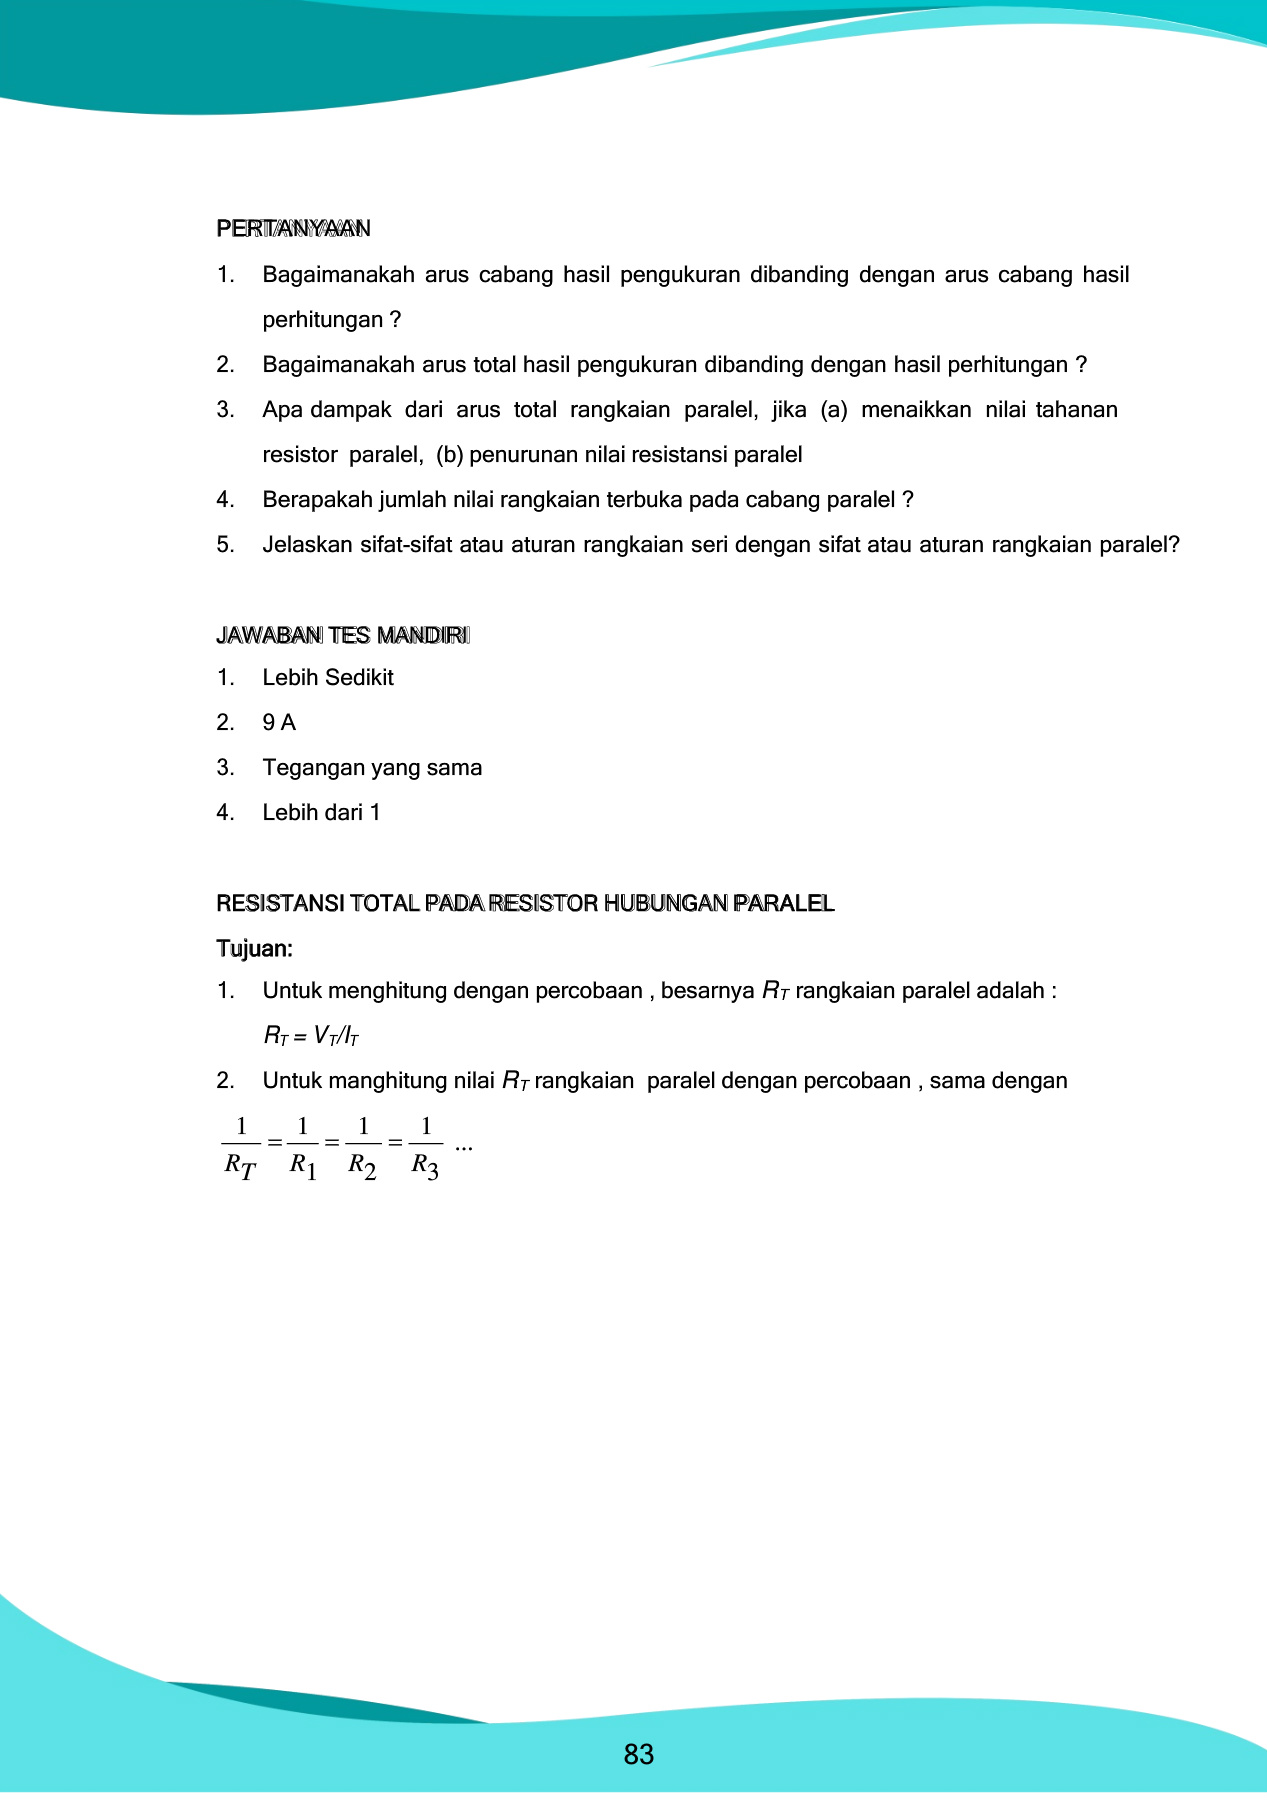 PERTANYAAN
1. Bagaimanakah arus cabang hasil pengukuran dibanding dengan arus cabang hasil
perhitungan ?
2. Bagaimanakah arus total hasil pengukuran dibanding dengan hasil perhitungan ?
3. Apa dampak dari arus total rangkaian paralel, jika (a) menaikkan nilai tahanan
resistor paralel, (b) penurunan nilai resistansi paralel
4. Berapakah jumlah nilai rangkaian terbuka pada cabang paralel ?
5. Jelaskan sifat-sifat atau aturan rangkaian seri dengan sifat atau aturan rangkaian paralel?
JAWABAN TES MANDIRI
1. Lebih Sedikit
2. 9 A
3. Tegangan yang sama
4. Lebih dari 1
RESISTANSI TOTAL PADA RESISTOR HUBUNGAN PARALEL
Tujuan:
1. Untuk menghitung dengan percobaan , besarnya R_T rangkaian paralel adalah :
R_T = V_T/I_T
2. Untuk manghitung nilai R_T rangkaian paralel dengan percobaan , sama dengan
1/R_T = 1/R_1 = 1/R_2 = 1/R_3 ...
83